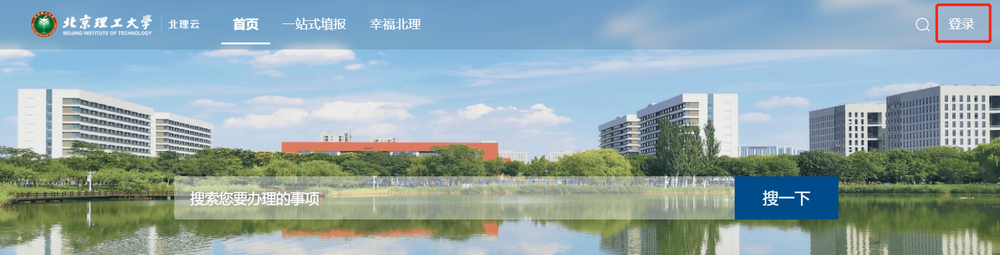 北京理工大学
BEIJING INSTITUTE OF TECHNOLOGY
北理云
首页
一站式填报
幸福北理
登录
搜索您要办理的事项
搜一下